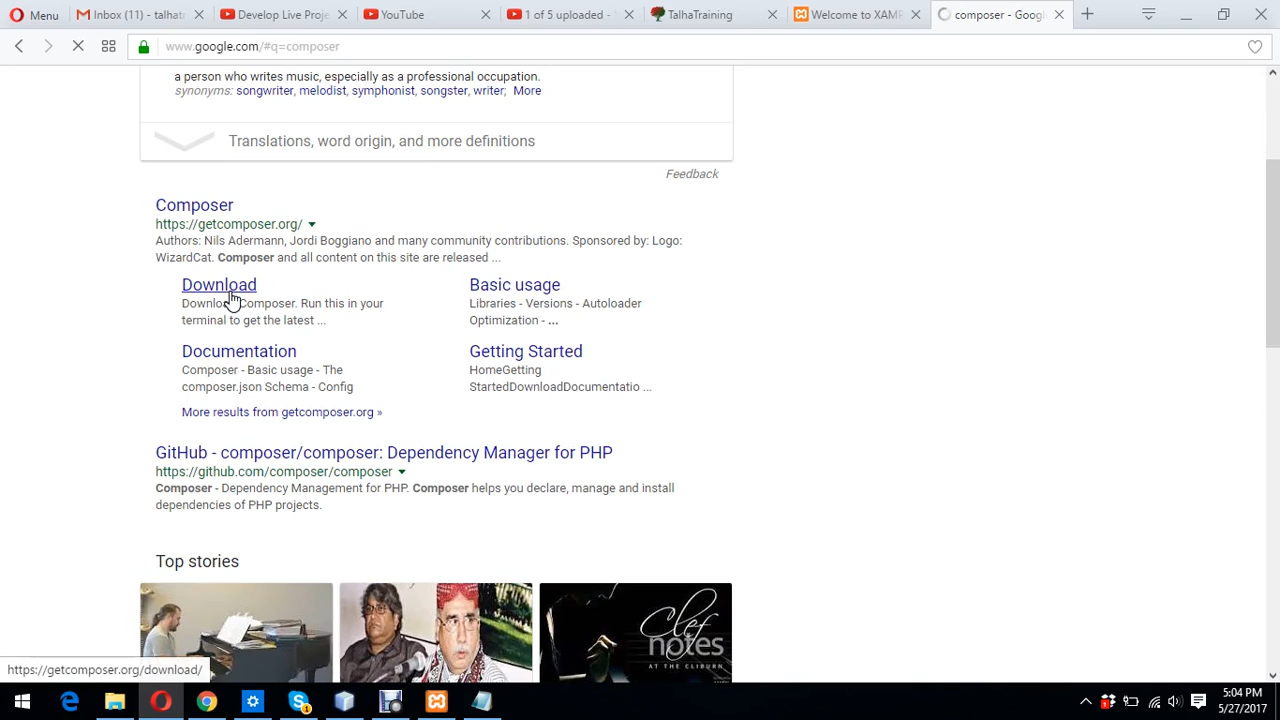 Menu
Inbox (11) - talhata
Develop Live Proje
YouTube
1 of 5 uploaded -
TalhaTraining
Welcome to XAMP
composer - Google
www.google.com/#q=composer
a person who writes music, especially as a professional occupation.
synonyms: songwriter, melodist, symphonist, songster, writer; More
Translations, word origin, and more definitions
Feedback
Composer
https://getcomposer.org/
Authors: Nils Adermann, Jordi Boggiano and many community contributions. Sponsored by: Logo:
WizardCat. Composer and all content on this site are released ...
Download
Download Composer. Run this in your
terminal to get the latest ...
Basic usage
Libraries - Versions - Autoloader
Optimization - ...
Documentation
Composer - Basic usage - The
composer.json Schema - Config
Getting Started
HomeGetting
StartedDownloadDocumentatio ...
More results from getcomposer.org »
GitHub - composer/composer: Dependency Manager for PHP
https://github.com/composer/composer
Composer - Dependency Management for PHP. Composer helps you declare, manage and install
dependencies of PHP projects.
Top stories
Clef
notes
AT THE CLIBURN
https://getcomposer.org/download/
5:04 PM
5/27/2017